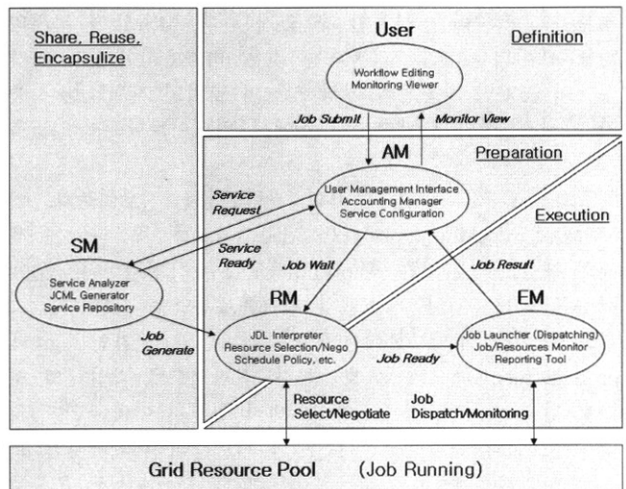 Share, Reuse,
Encapsulize
User
Definition
Workflow Editing
Monitoring Viewer
Job Submit
Monitor View
AM
Preparation
User Management Interface
Accounting Manager
Service Configuration
Service
Request
Execution
SM
Service
Ready
Job Wait
Job Result
Service Analyzer
JCML Generator
Service Repository
RM
EM
Job
Generate
JDL Interpreter
Resource Selection/Nego
Schedule Policy, etc.
Job Ready
Job Launcher (Dispatching)
Job/Resources Monitor
Reporting Tool
Resource
Select/Negotiate
Job
Dispatch/Monitoring
Grid Resource Pool (Job Running)